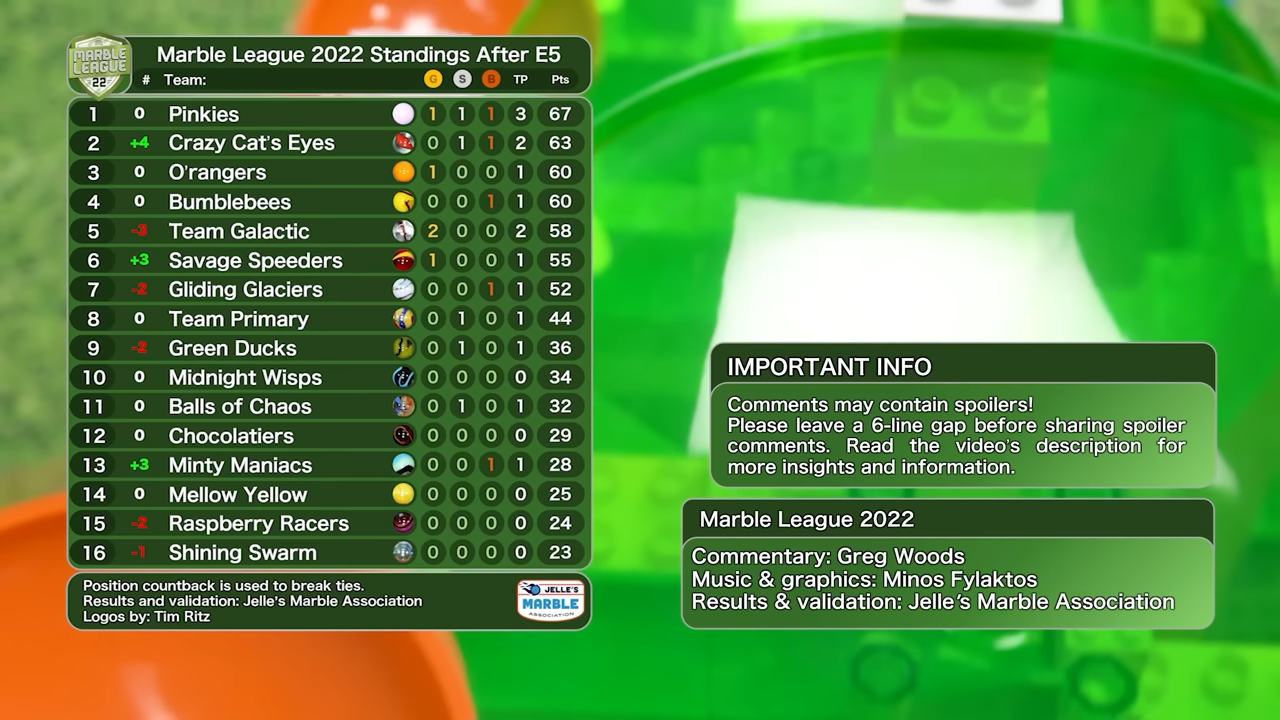 MARBLE LEAGUE 22
Marble League 2022 Standings After E5
# Team: G S B TP Pts
1 0 Pinkies 1 1 1 3 67
2 +4 Crazy Cat's Eyes 0 1 1 2 63
3 0 O'rangers 1 0 0 1 60
4 0 Bumblebees 0 0 1 1 60
5 -3 Team Galactic 2 0 0 2 58
6 +3 Savage Speeders 1 0 0 1 55
7 -2 Gliding Glaciers 0 0 1 1 52
8 0 Team Primary 0 1 0 1 44
9 -2 Green Ducks 0 1 0 1 36
10 0 Midnight Wisps 0 0 0 0 34
11 0 Balls of Chaos 0 1 0 1 32
12 0 Chocolatiers 0 0 0 0 29
13 +3 Minty Maniacs 0 0 1 1 28
14 0 Mellow Yellow 0 0 0 0 25
15 -2 Raspberry Racers 0 0 0 0 24
16 -1 Shining Swarm 0 0 0 0 23
Position countback is used to break ties.
Results and validation: Jelle's Marble Association
Logos by: Tim Ritz
JELLE'S
MARBLE
ASSOCIATION
IMPORTANT INFO
Comments may contain spoilers!
Please leave a 6-line gap before sharing spoiler
comments. Read the video's description for
more insights and information.
Marble League 2022
Commentary: Greg Woods
Music & graphics: Minos Fylaktos
Results & validation: Jelle's Marble Association